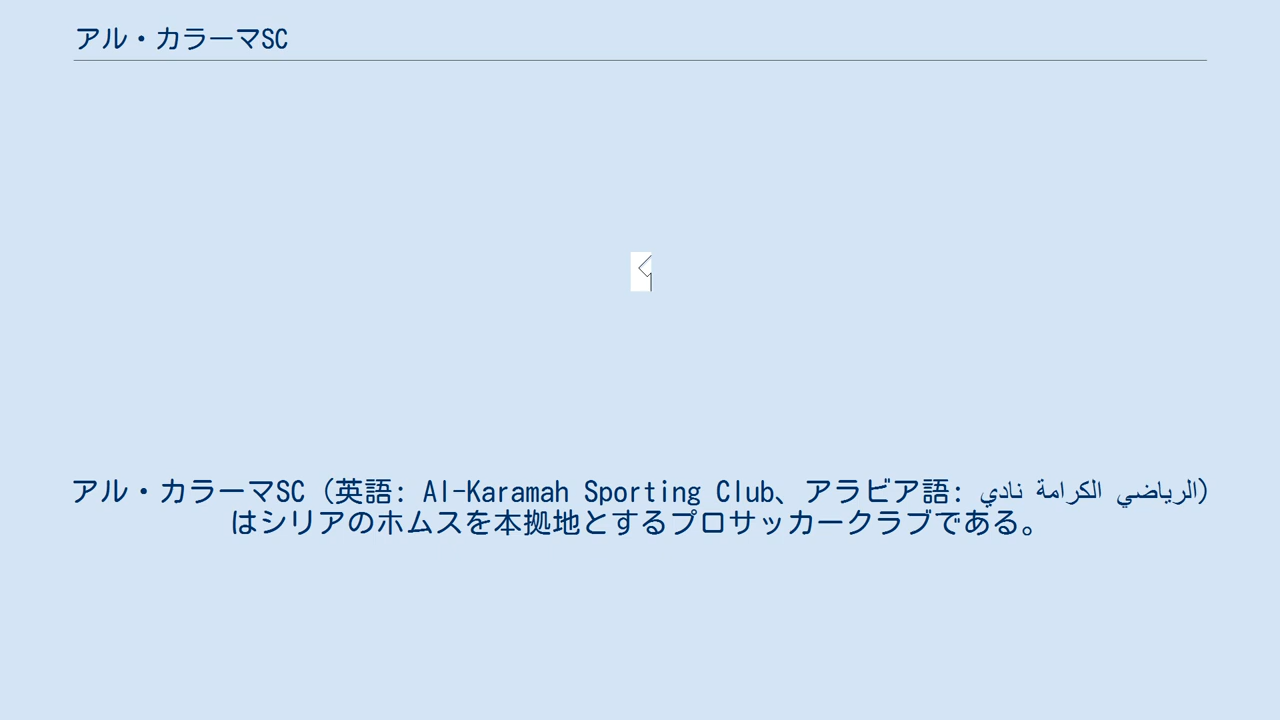 アル・カラーマSC
アル・カラーマSC（英語: Al-Karamah Sporting Club、アラビア語: الرياضي الكرامة نادي）
はシリアのホムスを本拠地とするプロサッカークラブである。